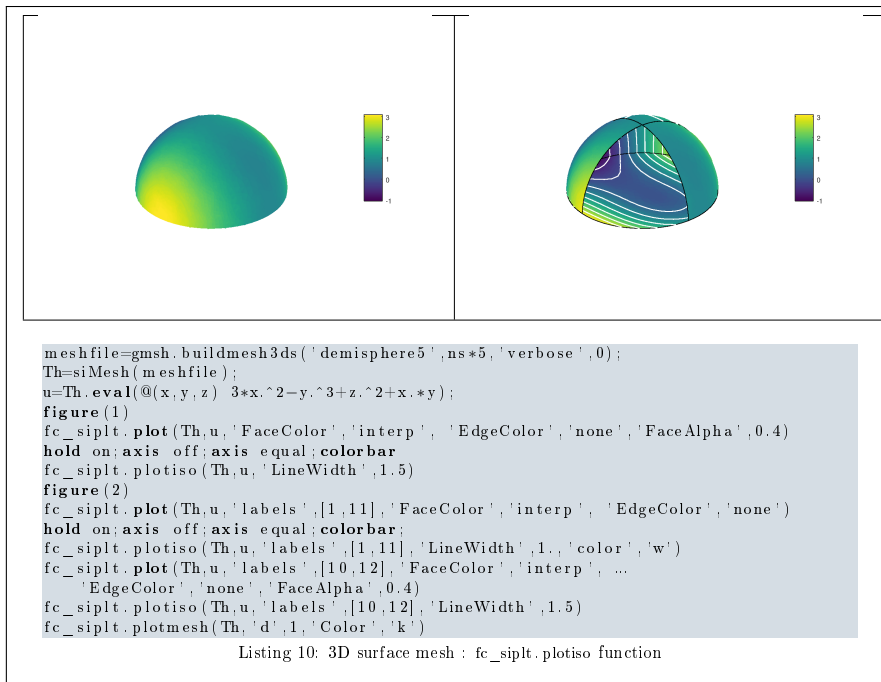 3
2
1
0
-1
3
2
1
0
-1
meshfile=gmsh.buildmesh3ds('demisphere5',ns*5,'verbose',0);
Th=siMesh(meshfile);
u=Th.eval(@(x,y,z) 3*x.^2-y.^3+z.^2+x.*y);
figure(1)
fc_siplt.plot(Th,u,'FaceColor','interp', 'EdgeColor','none','FaceAlpha',0.4)
hold on;axis off;axis equal;colorbar
fc_siplt.plotiso(Th,u,'LineWidth',1.5)
figure(2)
fc_siplt.plot(Th,u,'labels',[1,11],'FaceColor','interp', 'EdgeColor','none')
hold on;axis off;axis equal;colorbar;
fc_siplt.plotiso(Th,u,'labels',[1,11],'LineWidth',1.,'color','w')
fc_siplt.plot(Th,u,'labels',[10,12],'FaceColor','interp', ...
'EdgeColor','none','FaceAlpha',0.4)
fc_siplt.plotiso(Th,u,'labels',[10,12],'LineWidth',1.5)
fc_siplt.plotmesh(Th,'d',1,'Color','k')
Listing 10: 3D surface mesh : fc_siplt.plotiso function